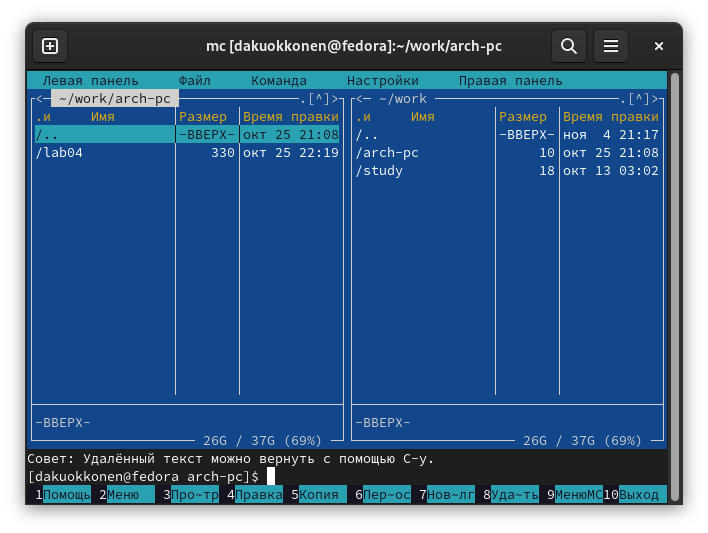 mc [dakuokkonen@fedora]:~/work/arch-pc
Левая панель Файл Команда Настройки Правая панель
<─ ~/work/arch-pc ─.[^]>  <─ ~/work ─.[^]>
.и Имя Размер Время правки  .и Имя Размер Время правки
/.. -ВВЕРХ- окт 25 21:08  /.. -ВВЕРХ- ноя 4 21:17
/lab04 330 окт 25 22:19  /arch-pc 10 окт 25 21:08
/study 18 окт 13 03:02
-ВВЕРХ-  -ВВЕРХ-
26G / 37G (69%)  26G / 37G (69%)
Совет: Удалённый текст можно вернуть с помощью C-y.
[dakuokkonen@fedora arch-pc]$
1Помощь 2Меню 3Про~тр 4Правка 5Копия 6Пер~ос 7Нов~лг 8Уда~ть 9МенюMC 10Выход